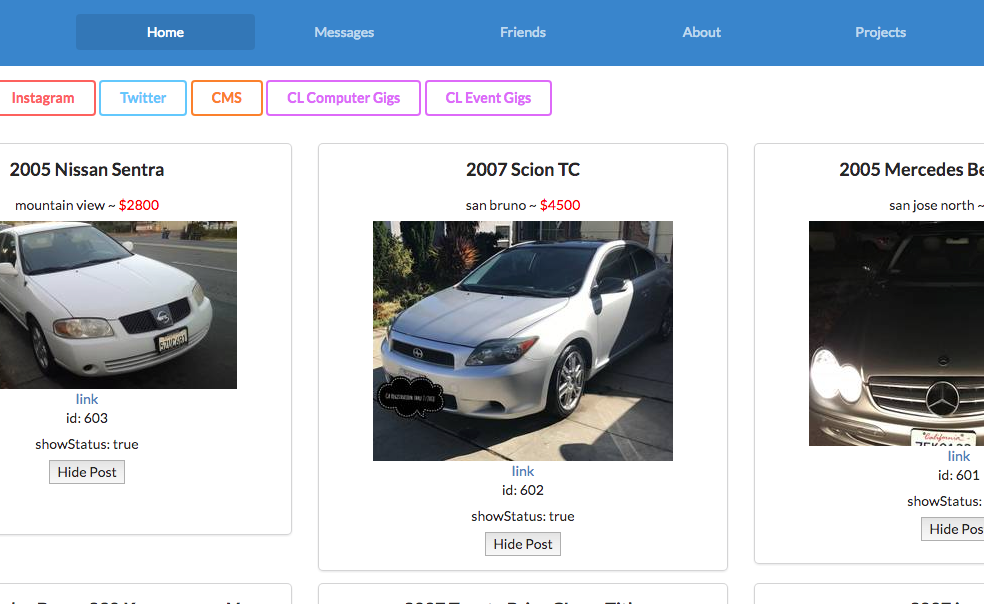 Home Messages Friends About Projects
Instagram Twitter CMS CL Computer Gigs CL Event Gigs
2005 Nissan Sentra
mountain view ~ $2800
link
id: 603
showStatus: true
Hide Post
2007 Scion TC
san bruno ~ $4500
link
id: 602
showStatus: true
Hide Post
2005 Mercedes Be
san jose north ~
California
link
id: 601
showStatus:
Hide Pos